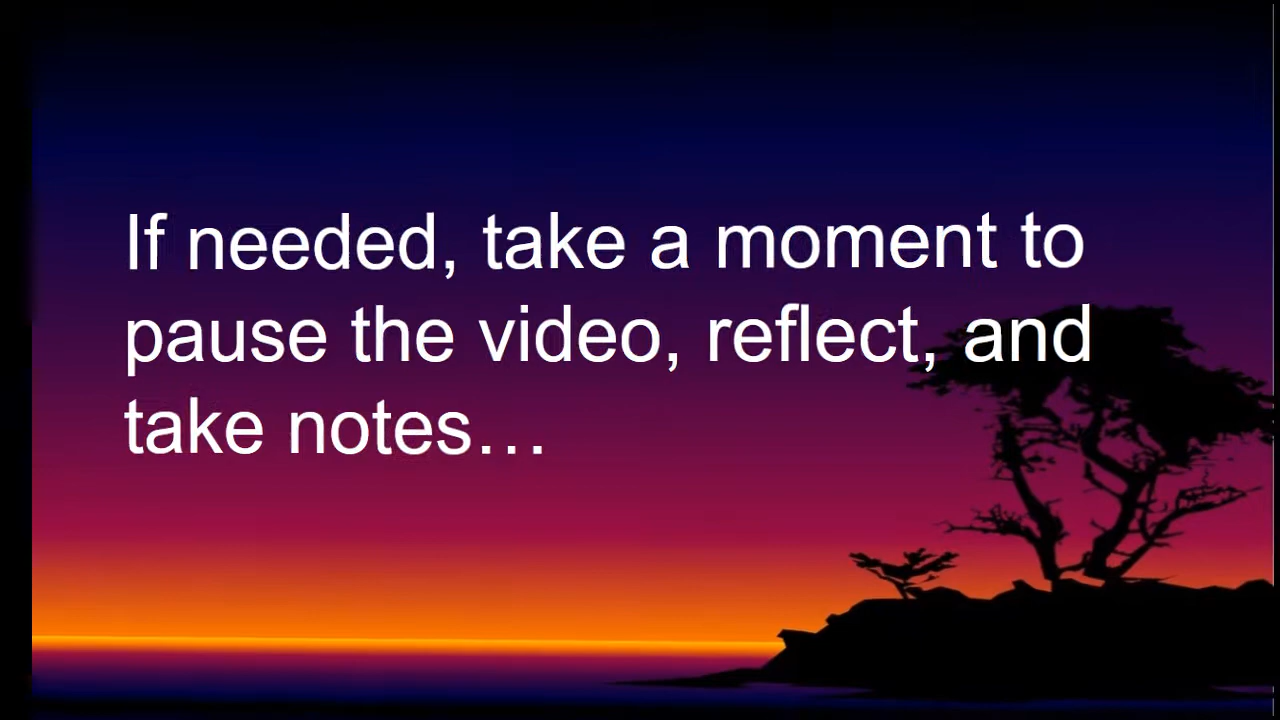 If needed, take a moment to
pause the video, reflect, and
take notes…